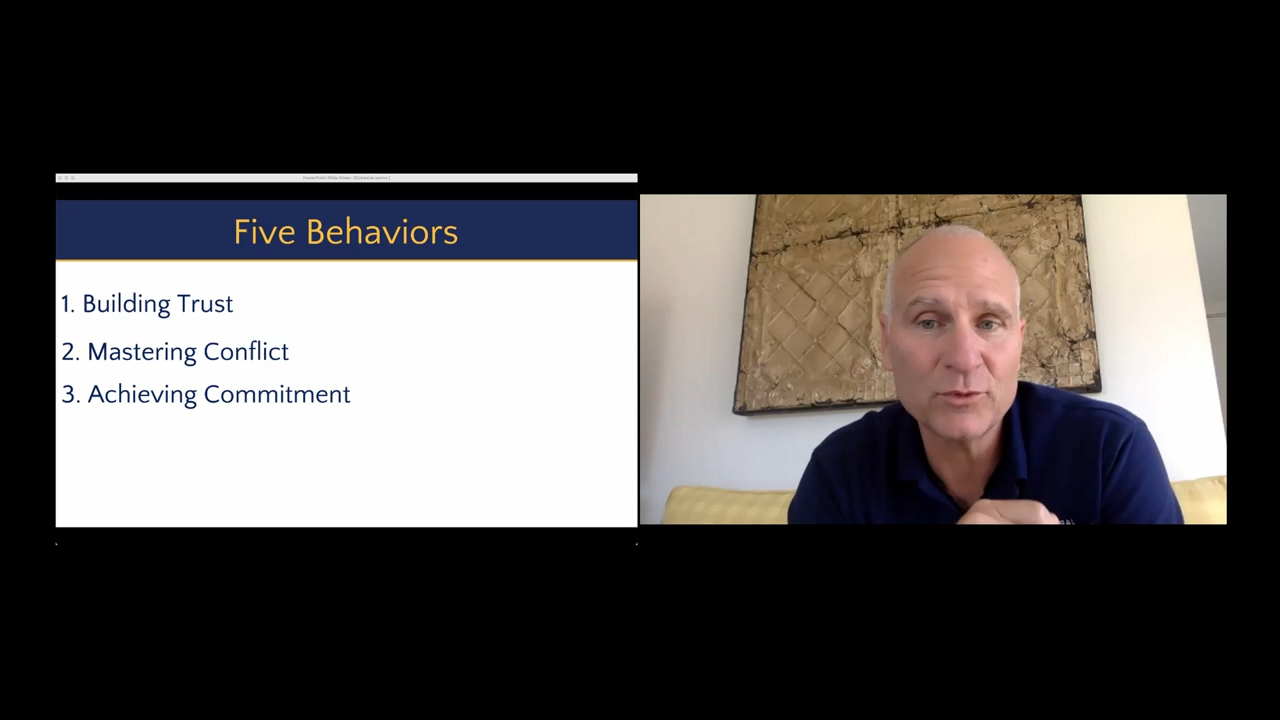 Five Behaviors
1. Building Trust
2. Mastering Conflict
3. Achieving Commitment